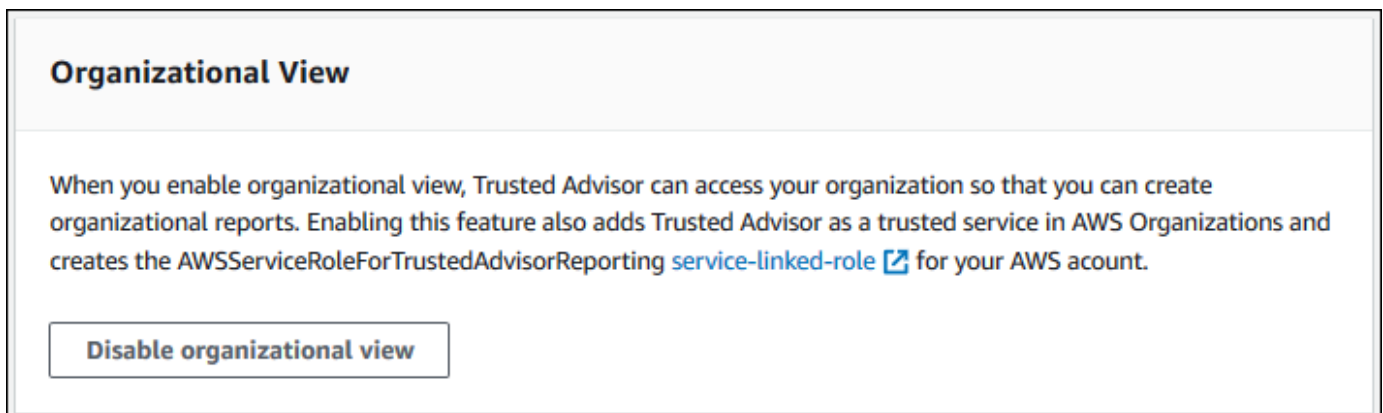 Organizational View
When you enable organizational view, Trusted Advisor can access your organization so that you can create
organizational reports. Enabling this feature also adds Trusted Advisor as a trusted service in AWS Organizations and
creates the AWSServiceRoleForTrustedAdvisorReporting service-linked-role for your AWS acount.
Disable organizational view